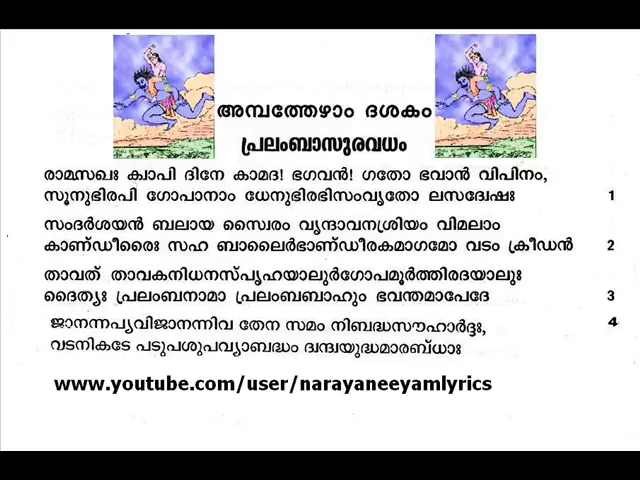 അമ്പത്തേഴാം ദശകം
പ്രലംബാസുരവധം
രാമസഖഃ ക്വാപി ദിനേ കാമദ! ഭഗവൻ! ഗതോ ഭവാൻ വിപിനം,
സൂനുഭിരപി ഗോപാനാം ധേനുഭിരഭിസംവൃതോ ലസദ്വേഷഃ 1
സംദർശയൻ ബലായ സ്വൈരം വൃന്ദാവനശ്രിയം വിമലാം
കാണ്ഡീരൈഃ സഹ ബാലൈർഭാണ്ഡീരകമാഗമോ വടം ക്രീഡൻ 2
താവത് താവകനിധനസ്പൃഹയാലുർഗോപമൂർത്തിരദയാലുഃ
ദൈത്യഃ പ്രലംബനാമാ പ്രലംബബാഹും ഭവന്തമാപേദേ 3
ജാനന്നപ്യവിജാനന്നിവ തേന സമം നിബദ്ധസൗഹാർദ്ദഃ, 4
വടനികടേ പടുപശുപവ്യാബദ്ധം ദ്വന്ദ്വയുദ്ധമാരബ്ധാഃ
www.youtube.com/user/narayaneeyamlyrics